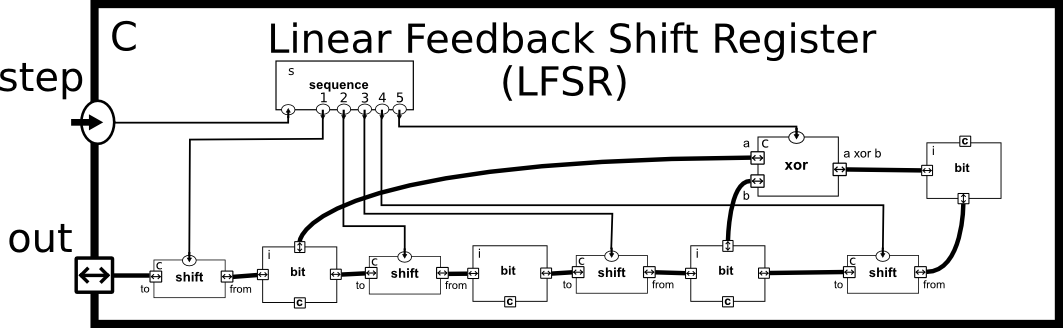 C
Linear Feedback Shift Register
(LFSR)
step
s
sequence
1 2 3 4 5
a
c
xor
a xor b
b
c
i
bit
out
c
shift
to
from
i
bit
c
c
shift
to
from
i
bit
c
c
shift
to
from
i
bit
c
c
shift
to
from